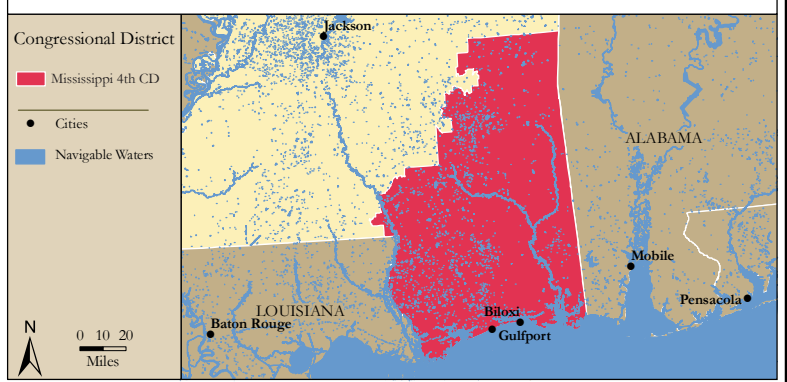 Congressional District
Mississippi 4th CD
Cities
Navigable Waters
N
0 10 20
Miles
Jackson
ALABAMA
Mobile
Pensacola
LOUISIANA
Baton Rouge
Biloxi
Gulfport